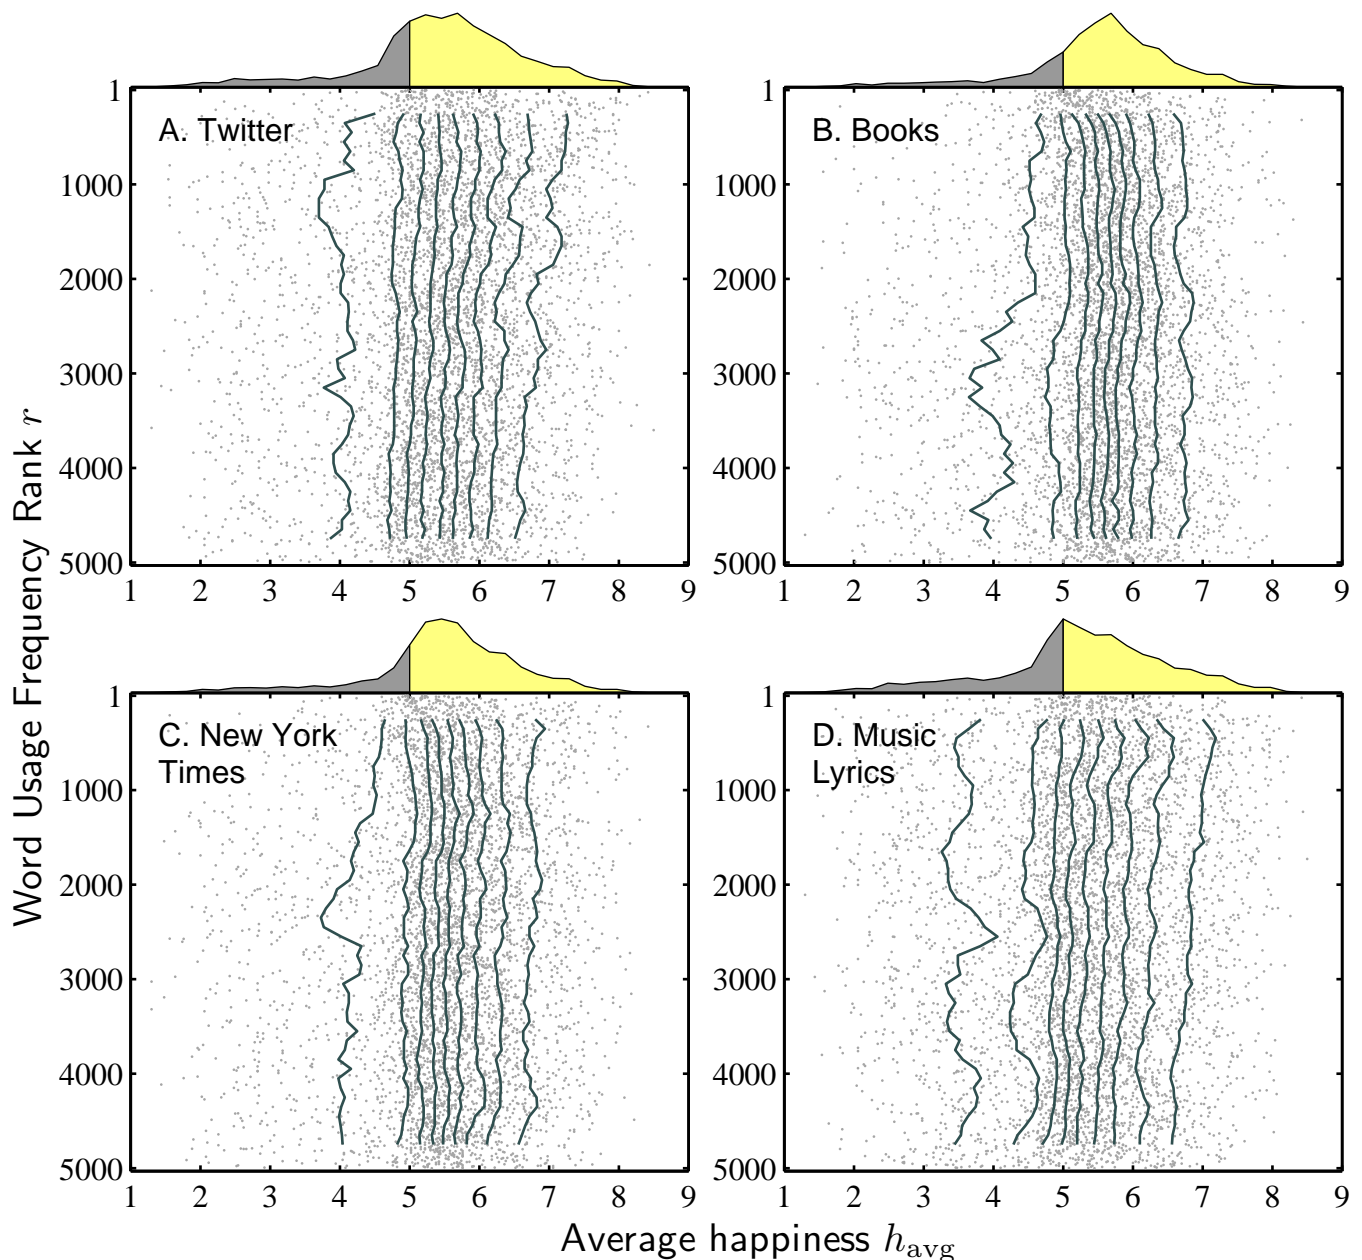 A. Twitter
B. Books
1
1000
2000
3000
4000
5000
1
1000
2000
3000
4000
5000
1 2 3 4 5 6 7 8 9
1 2 3 4 5 6 7 8 9
C. New York
Times
D. Music
Lyrics
1
1000
2000
3000
4000
5000
1
1000
2000
3000
4000
5000
1 2 3 4 5 6 7 8 9
1 2 3 4 5 6 7 8 9
Word Usage Frequency Rank r
Average happiness h_avg